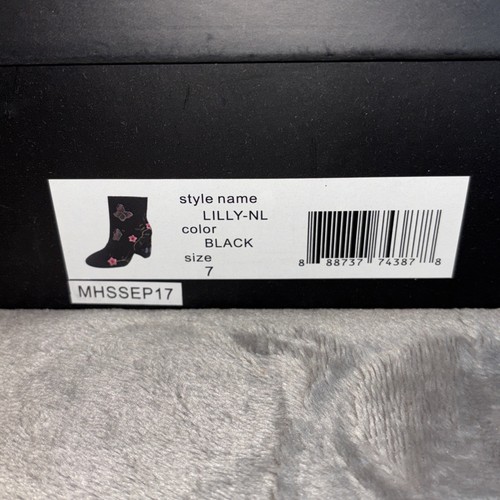 style name
LILLY-NL
color
BLACK
size
7
8 88737 74387 8
MHSSEP17